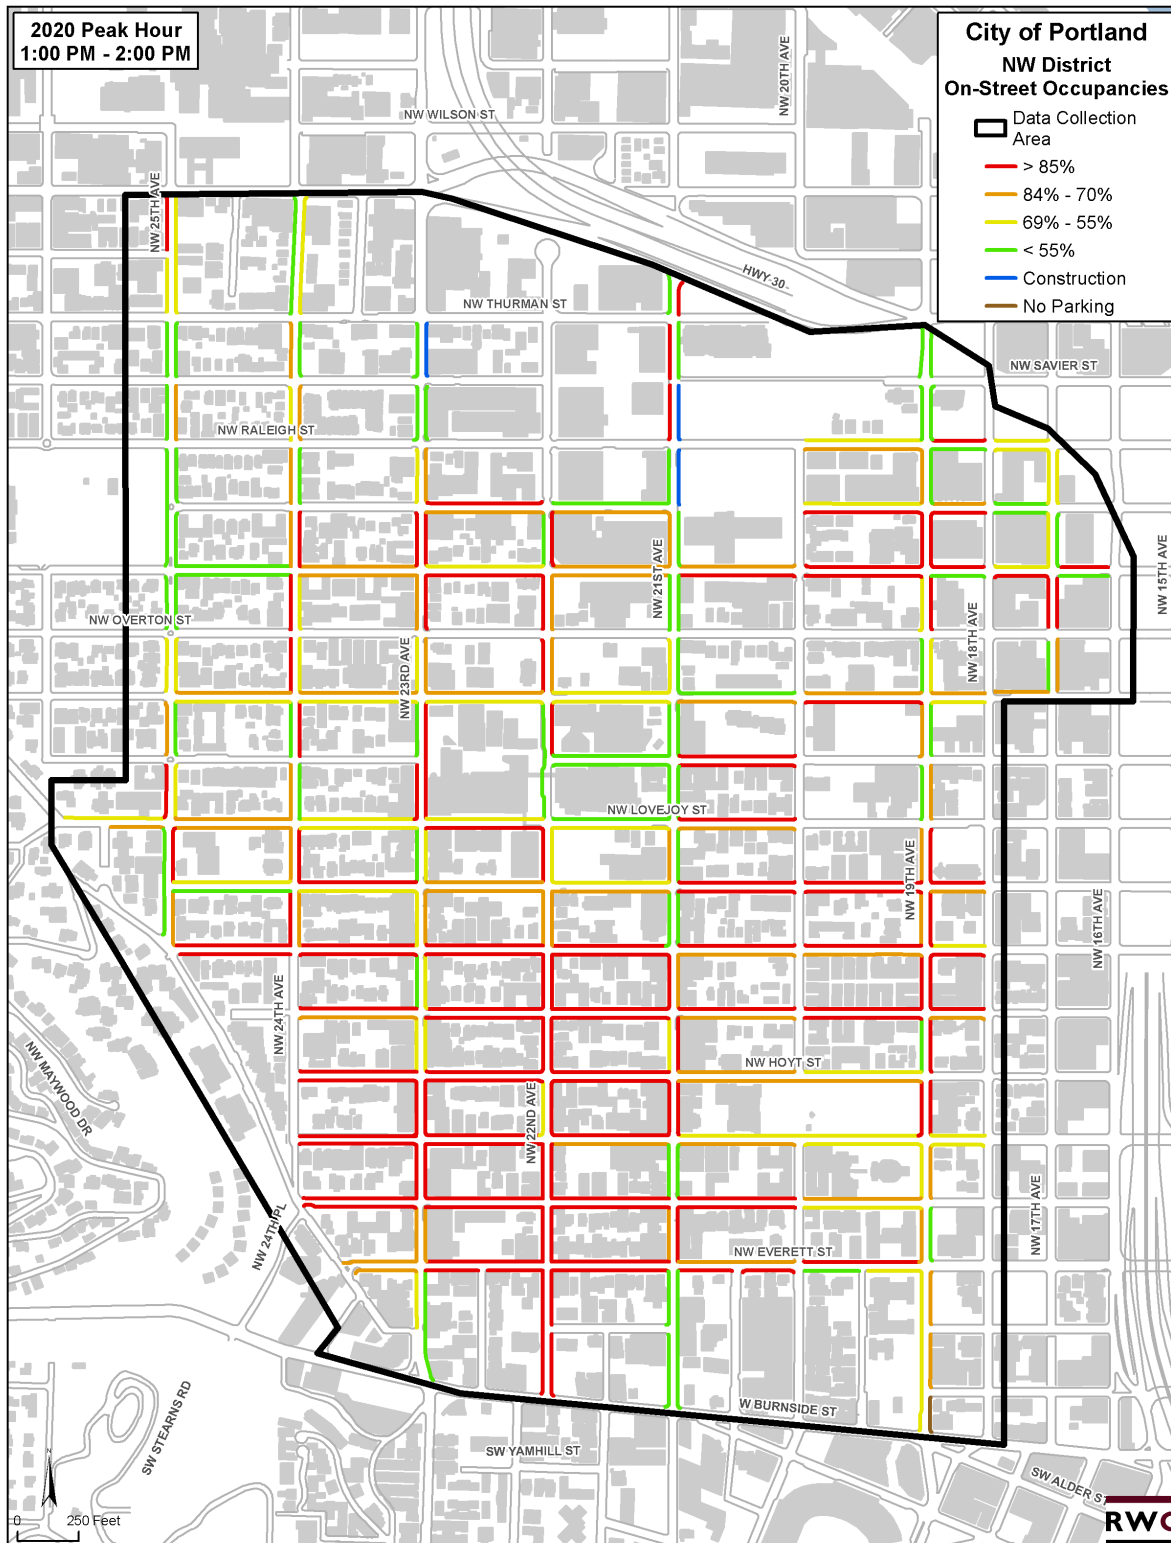 2020 Peak Hour
1:00 PM - 2:00 PM
City of Portland
NW District
On-Street Occupancies
Data Collection
Area
> 85%
84% - 70%
69% - 55%
< 55%
Construction
No Parking
NW 20TH AVE
NW WILSON ST
NW 25TH AVE
HWY 30
NW THURMAN ST
NW SAVIER ST
NW RALEIGH ST
NW 21ST AVE
NW 15TH AVE
NW OVERTON ST
NW 18TH AVE
NW 23RD AVE
NW LOVEJOY ST
NW 19TH AVE
NW 16TH AVE
NW 24TH AVE
NW HOYT ST
NW MAYWOOD DR
NW 22ND AVE
NW 17TH AVE
NW 24TH PL
NW EVERETT ST
W BURNSIDE ST
SW STEARNS RD
SW YAMHILL ST
SW ALDER ST
N
0 250 Feet